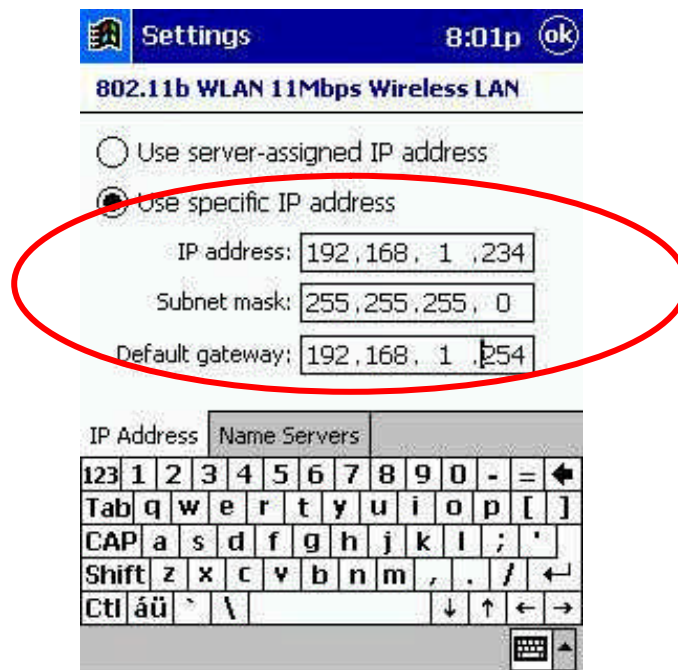 Settings 8:01p ok
802.11b WLAN 11Mbps Wireless LAN
Use server-assigned IP address
Use specific IP address
IP address: 192.168. 1 .234
Subnet mask: 255.255.255. 0
Default gateway: 192.168. 1 .254
IP Address Name Servers
123 1 2 3 4 5 6 7 8 9 0 - =
Tab q w e r t y u i o p [ ]
CAP a s d f g h j k l ; '
Shift z x c v b n m , . /
Ctl áü ` \